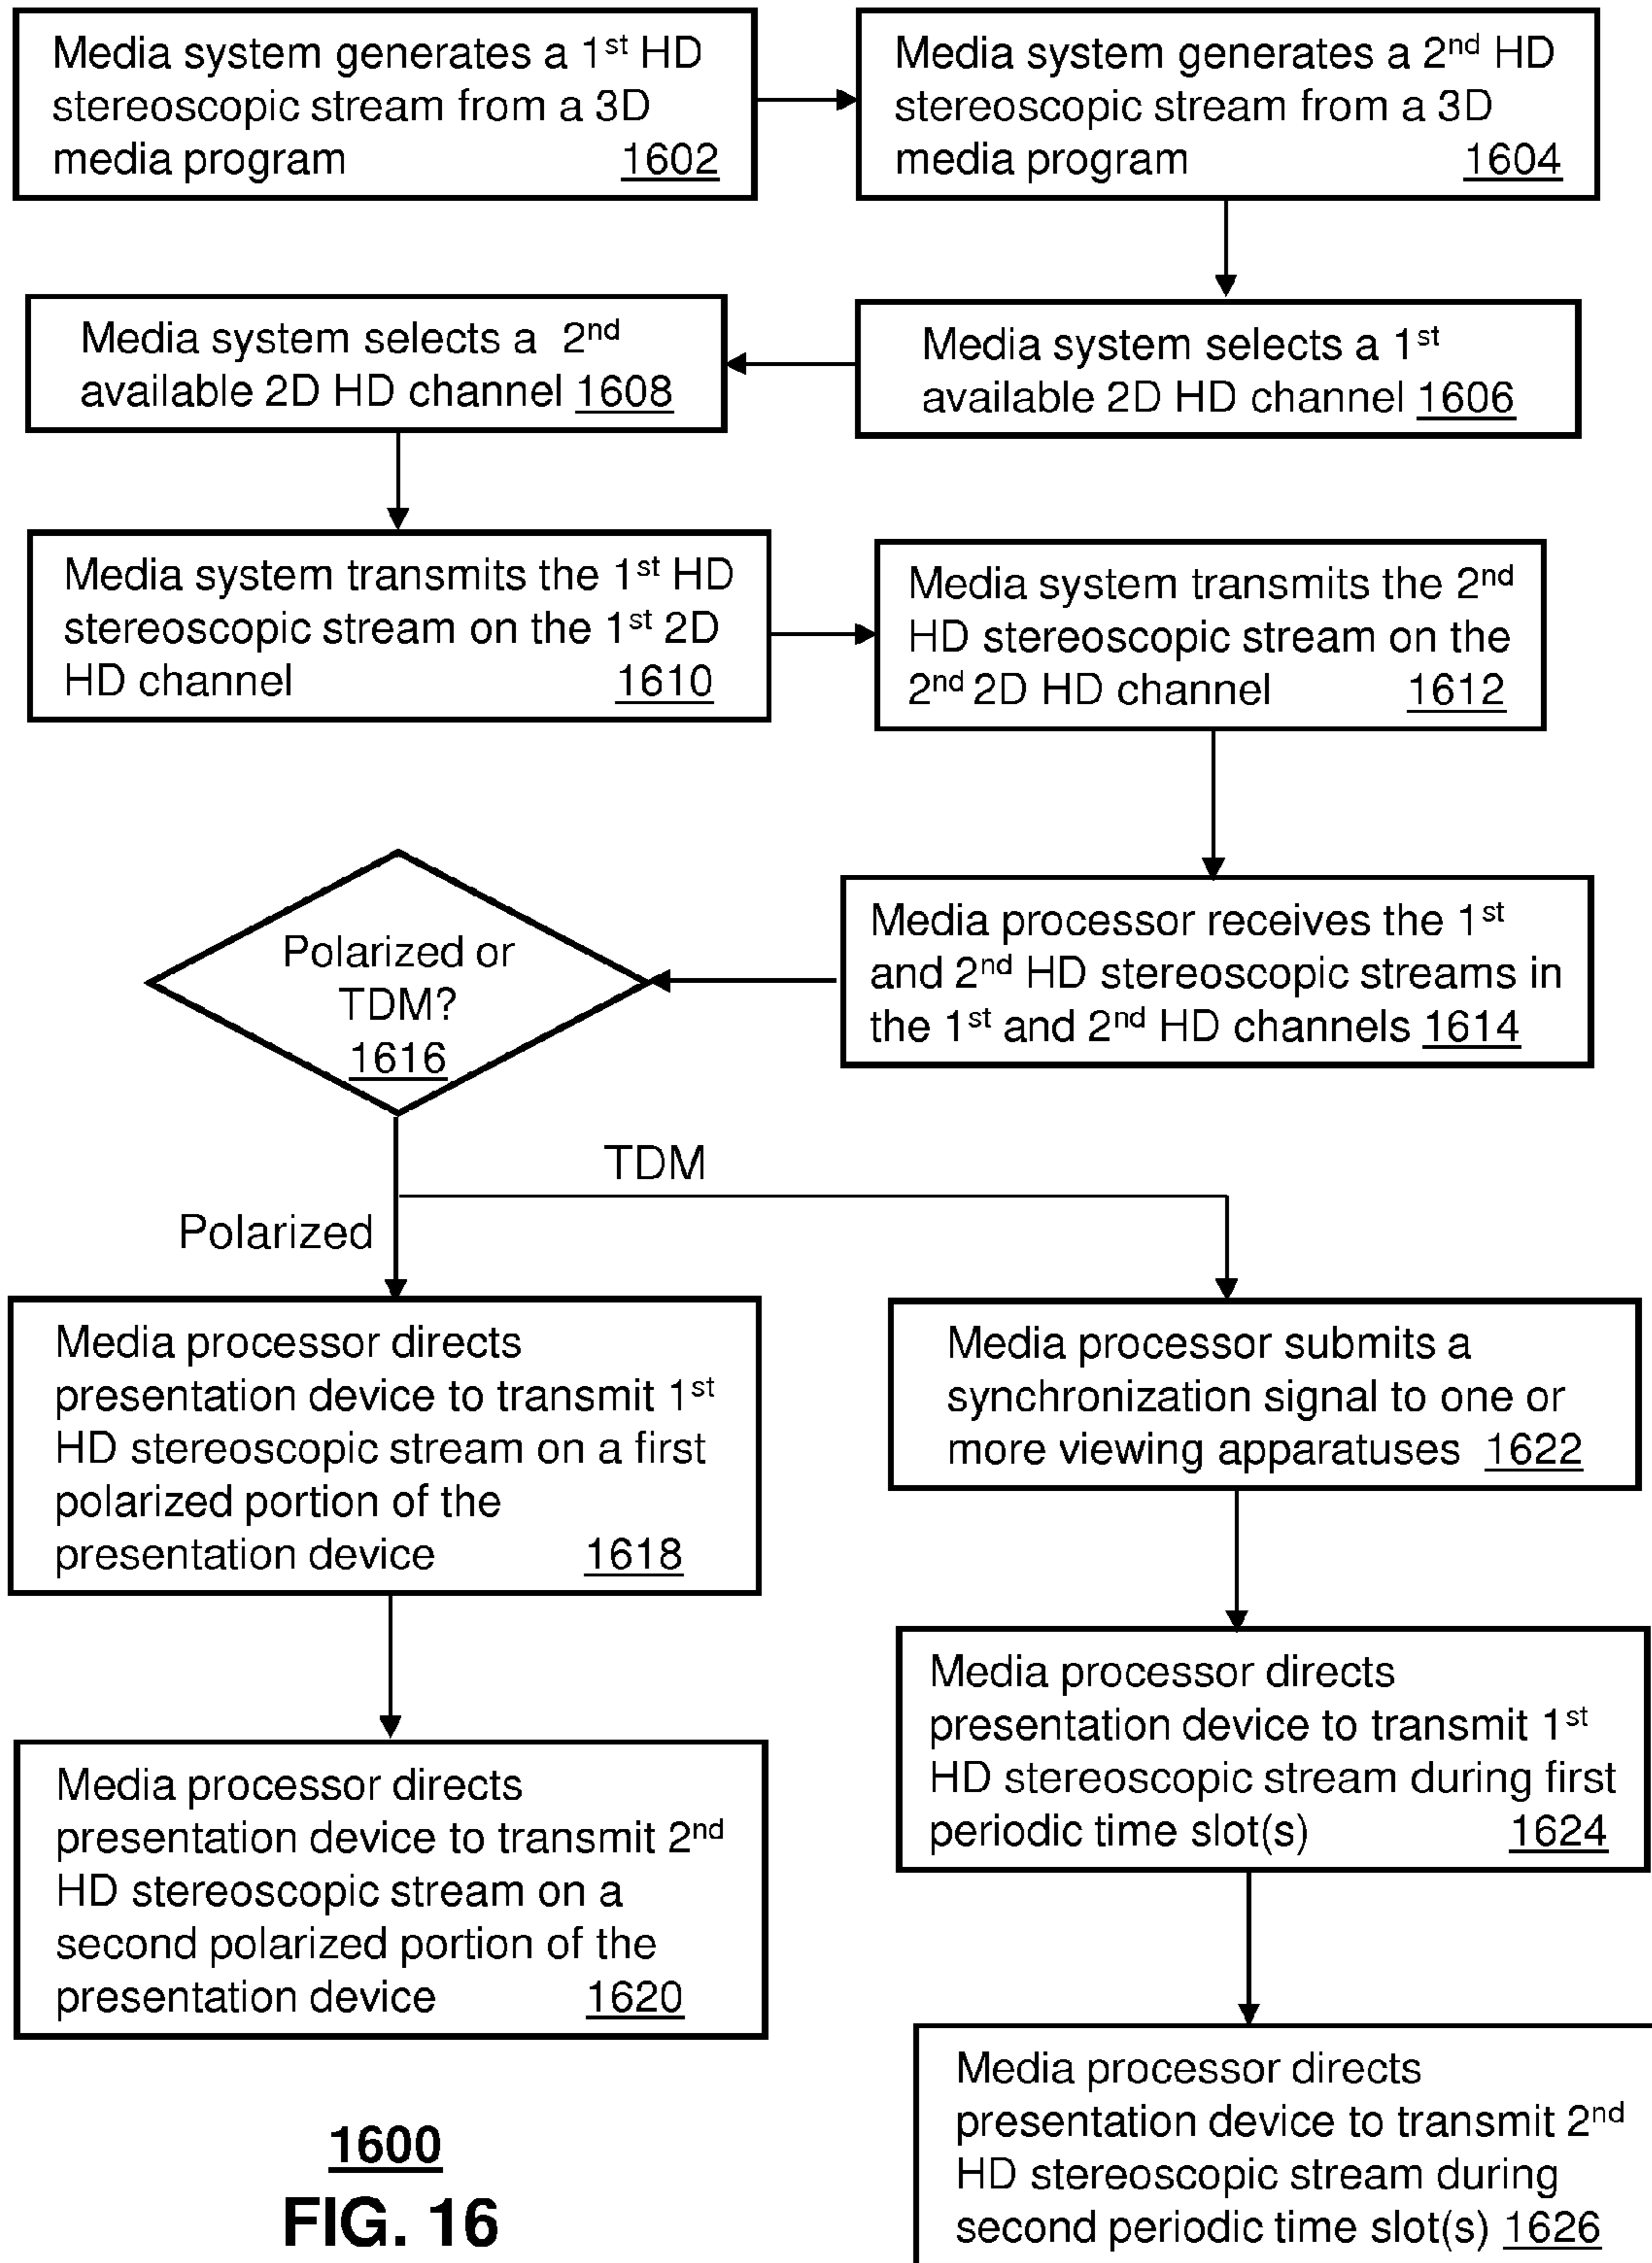 Media system generates a 1st HD
stereoscopic stream from a 3D
media program 1602
Media system generates a 2nd HD
stereoscopic stream from a 3D
media program 1604
Media system selects a 1st
available 2D HD channel 1606
Media system selects a 2nd
available 2D HD channel 1608
Media system transmits the 1st HD
stereoscopic stream on the 1st 2D
HD channel 1610
Media system transmits the 2nd
HD stereoscopic stream on the
2nd 2D HD channel 1612
Media processor receives the 1st
and 2nd HD stereoscopic streams in
the 1st and 2nd HD channels 1614
Polarized or
TDM?
1616
TDM
Polarized
Media processor directs
presentation device to transmit 1st
HD stereoscopic stream on a first
polarized portion of the
presentation device 1618
Media processor directs
presentation device to transmit 2nd
HD stereoscopic stream on a
second polarized portion of the
presentation device 1620
Media processor submits a
synchronization signal to one or
more viewing apparatuses 1622
Media processor directs
presentation device to transmit 1st
HD stereoscopic stream during first
periodic time slot(s) 1624
Media processor directs
presentation device to transmit 2nd
HD stereoscopic stream during
second periodic time slot(s) 1626
1600
FIG. 16